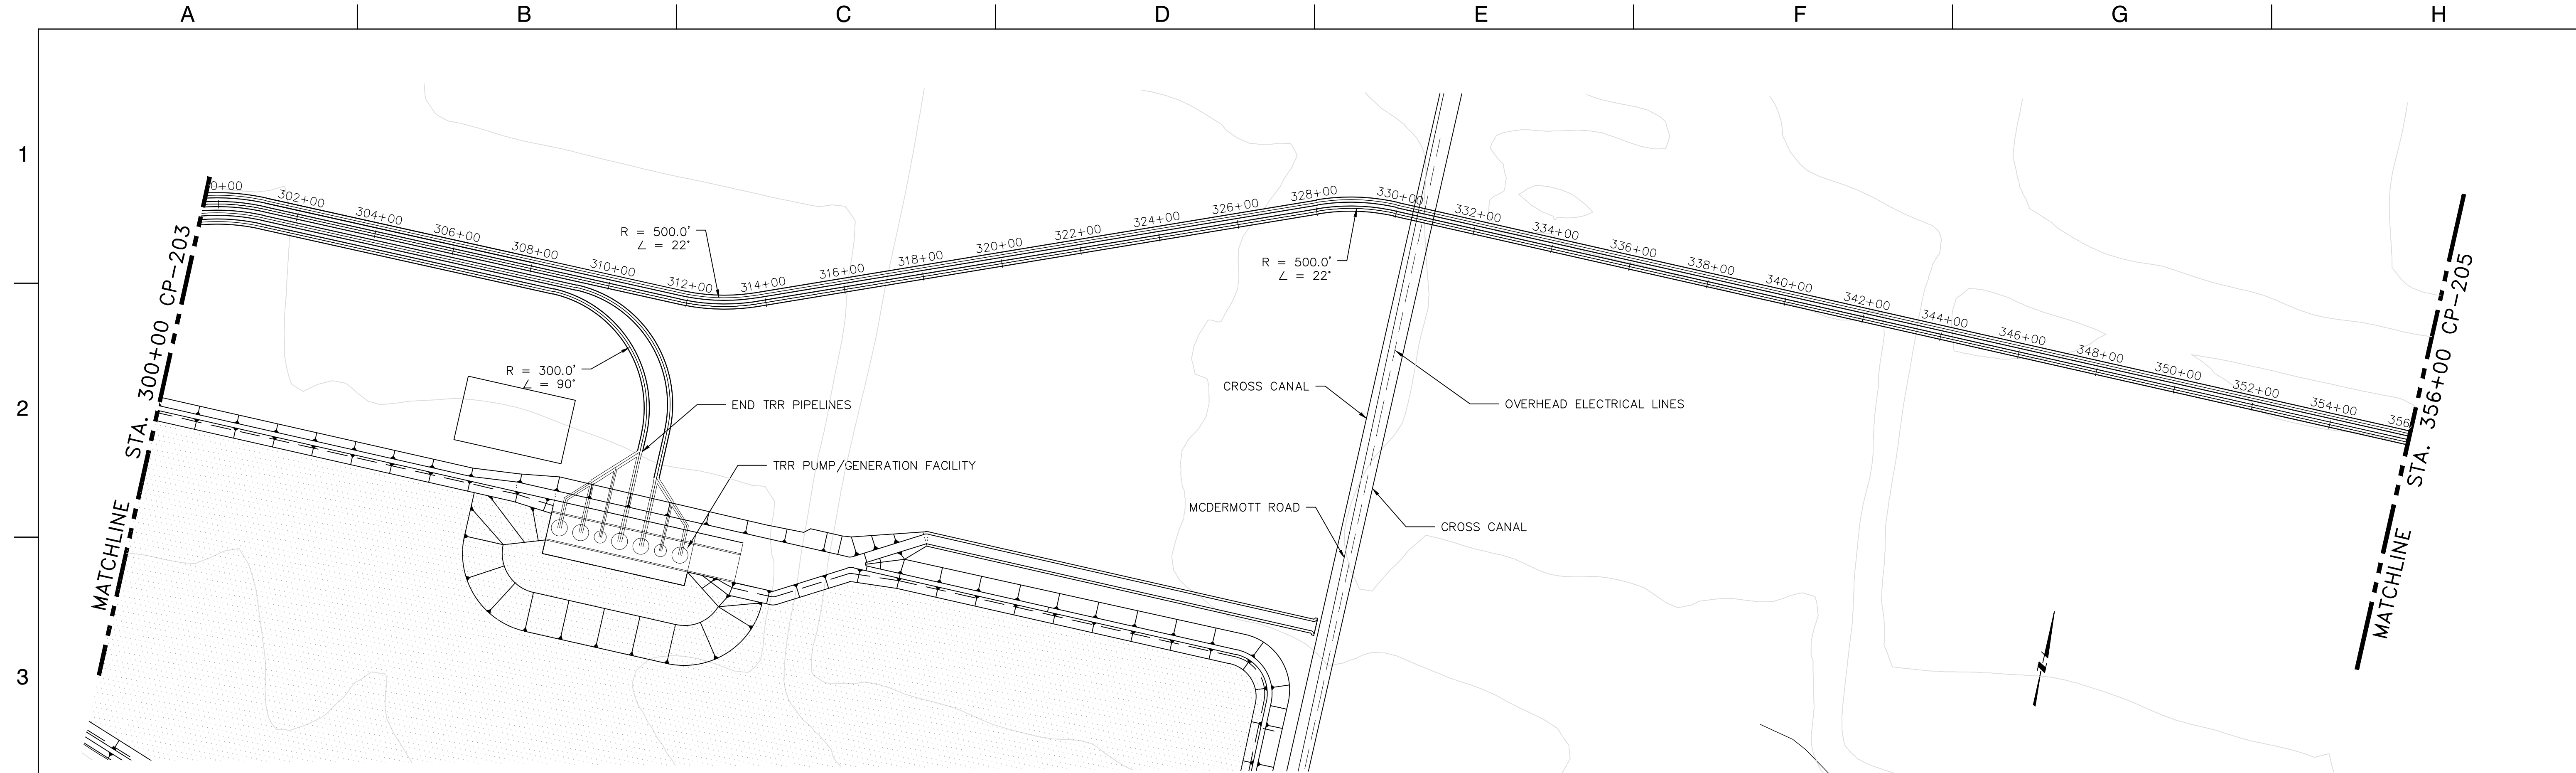 A B C D E F G H
1
2
3
0+00
302+00
304+00
306+00
308+00
310+00
312+00
314+00
316+00
318+00
320+00
322+00
324+00
326+00
328+00
330+00
332+00
334+00
336+00
338+00
340+00
342+00
344+00
346+00
348+00
350+00
352+00
354+00
356
R = 500.0'
∠ = 22°
R = 500.0'
∠ = 22°
R = 300.0'
∠ = 90°
END TRR PIPELINES
TRR PUMP/GENERATION FACILITY
CROSS CANAL
OVERHEAD ELECTRICAL LINES
MCDERMOTT ROAD
CROSS CANAL
MATCHLINE STA. 300+00 CP-203
MATCHLINE STA. 356+00 CP-205